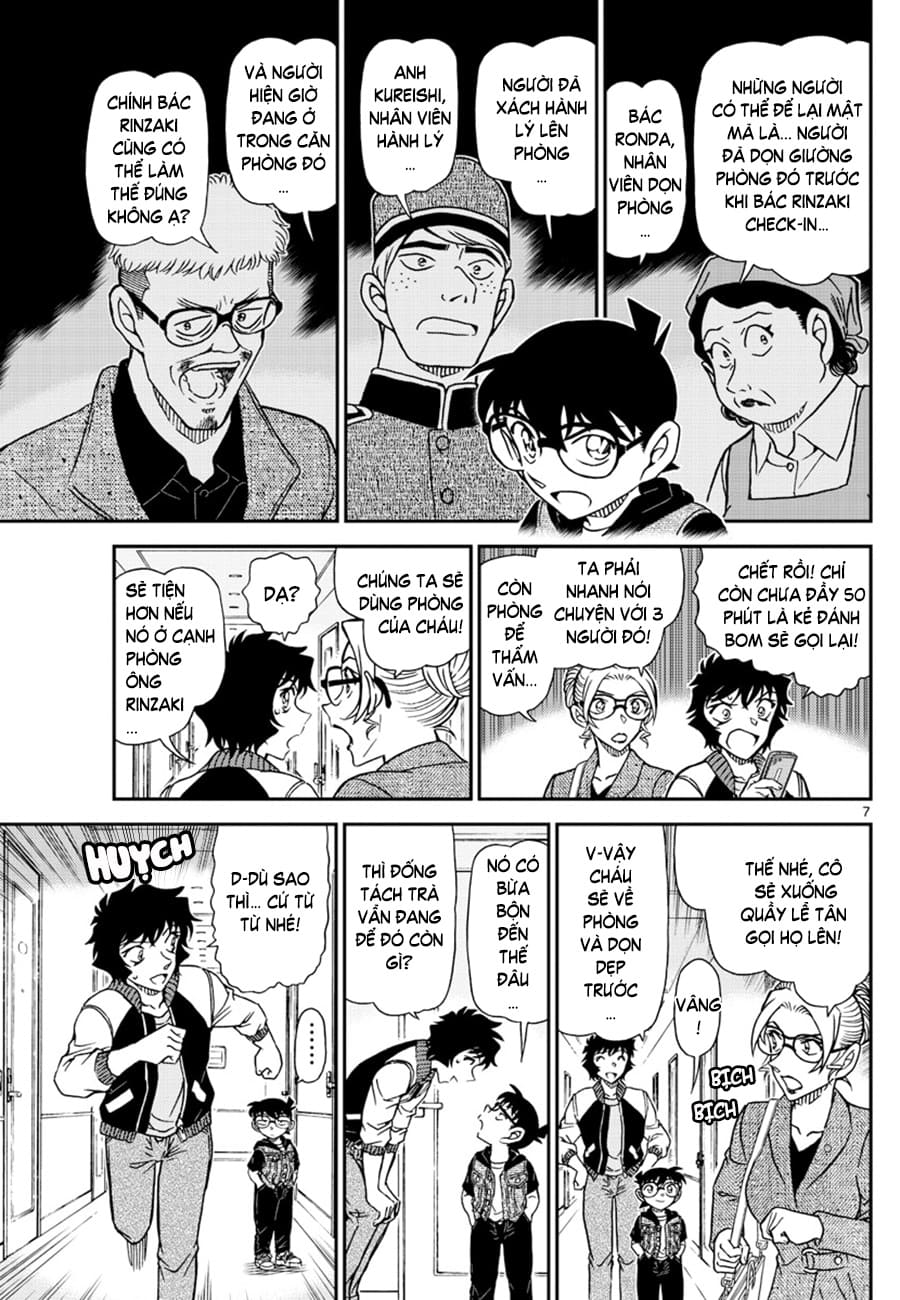 NHỮNG NGƯỜI
CÓ THỂ ĐỂ LẠI MẬT
MÃ LÀ... NGƯỜI
ĐÃ DỌN GIƯỜNG
PHÒNG ĐÓ TRƯỚC
KHI BÁC RINZAKI
CHECK-IN...
BÁC
RONDA,
NHÂN
VIÊN DỌN
PHÒNG
...
NGƯỜI ĐÃ
XÁCH HÀNH
LÝ LÊN
PHÒNG
...
ANH
KUREISHI,
NHÂN VIÊN
HÀNH LÝ
...
VÀ NGƯỜI
HIỆN GIỜ
ĐANG Ở
TRONG CĂN
PHÒNG ĐÓ
...
CHÍNH BÁC
RINZAKI
CŨNG CÓ
THỂ LÀM
THẾ ĐÚNG
KHÔNG Ạ?
CHẾT RỒI! CHỈ
CÒN CHƯA ĐẦY 50
PHÚT LÀ KẺ ĐÁNH
BOM SẼ GỌI LẠI!
TA PHẢI
NHANH NÓI
CHUYỆN VỚI 3
NGƯỜI ĐÓ!
CÒN
PHÒNG
ĐỂ
THẨM
VẤN...
CHÚNG TA SẼ
DÙNG PHÒNG
CỦA CHÁU!
DẠ?
SẼ TIỆN
HƠN NẾU
NÓ Ở CẠNH
PHÒNG
ÔNG
RINZAKI
...
7
THẾ NHÉ, CÔ
SẼ XUỐNG
QUẦY LỄ TÂN
GỌI HỌ LÊN!
VÂNG
!
BỊCH
BỊCH
V-VẬY
CHÁU
SẼ VỀ
PHÒNG
VÀ DỌN
DẸP
TRƯỚC
...
NÓ CÓ
BỪA
BỘN
ĐẾN
THẾ
ĐÂU
...
THÌ ĐỐNG
TÁCH TRÀ
VẪN ĐANG
ĐỂ ĐÓ CÒN
GÌ?
D-DÙ SAO
THÌ... CỨ TỪ
TỪ NHÉ!
....
HUỴCH